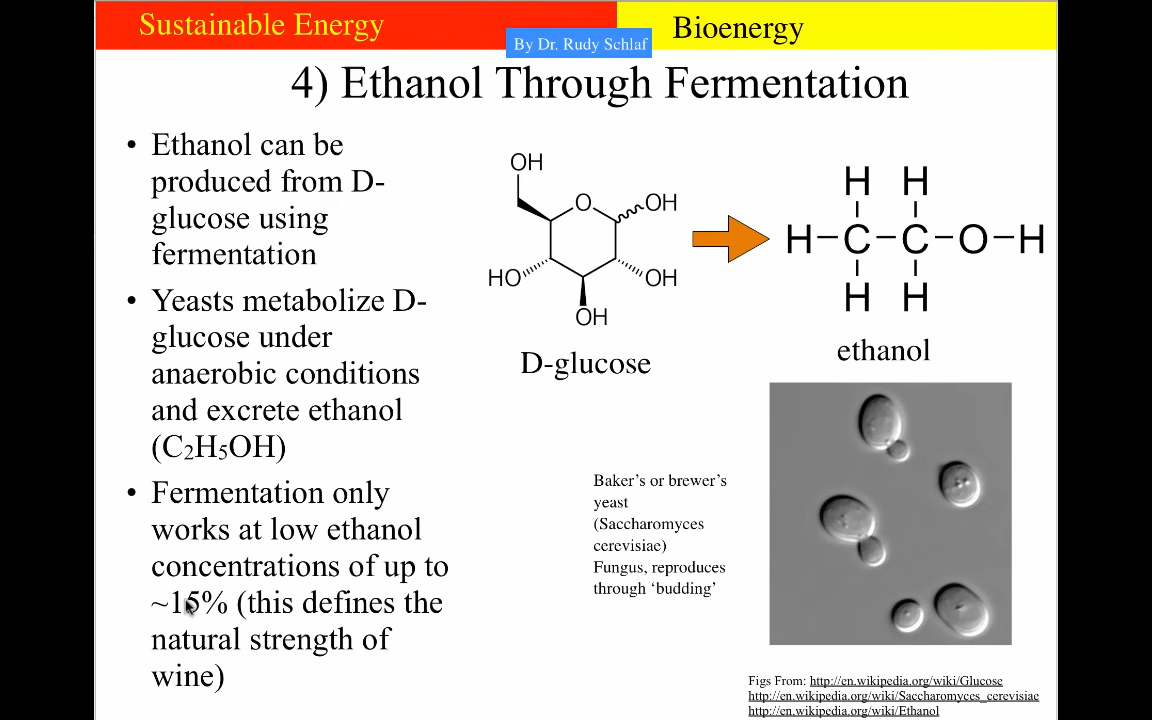 Sustainable Energy
By Dr. Rudy Schlaf
Bioenergy
4) Ethanol Through Fermentation
• Ethanol can be
produced from D-
glucose using
fermentation
• Yeasts metabolize D-
glucose under
anaerobic conditions
and excrete ethanol
(C₂H₅OH)
• Fermentation only
works at low ethanol
concentrations of up to
~15% (this defines the
natural strength of
wine)
OH
O OH
HO OH
OH
D-glucose
H H
H-C-C-O-H
H H
ethanol
Baker's or brewer's
yeast
(Saccharomyces
cerevisiae)
Fungus, reproduces
through 'budding'
Figs From: http://en.wikipedia.org/wiki/Glucose
http://en.wikipedia.org/wiki/Saccharomyces_cerevisiae
http://en.wikipedia.org/wiki/Ethanol